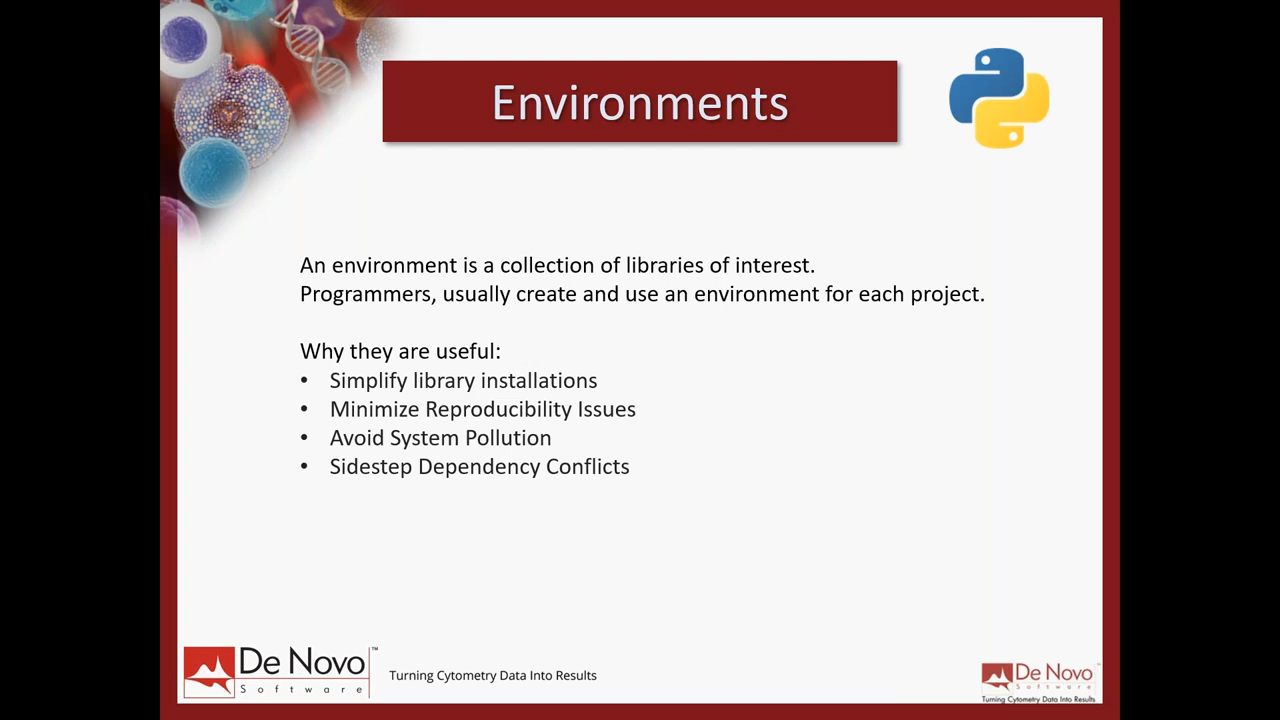 Environments
An environment is a collection of libraries of interest.
Programmers, usually create and use an environment for each project.
Why they are useful:
• Simplify library installations
• Minimize Reproducibility Issues
• Avoid System Pollution
• Sidestep Dependency Conflicts
De Novo™
Software
Turning Cytometry Data Into Results
De Novo™
Software
Turning Cytometry Data Into Results